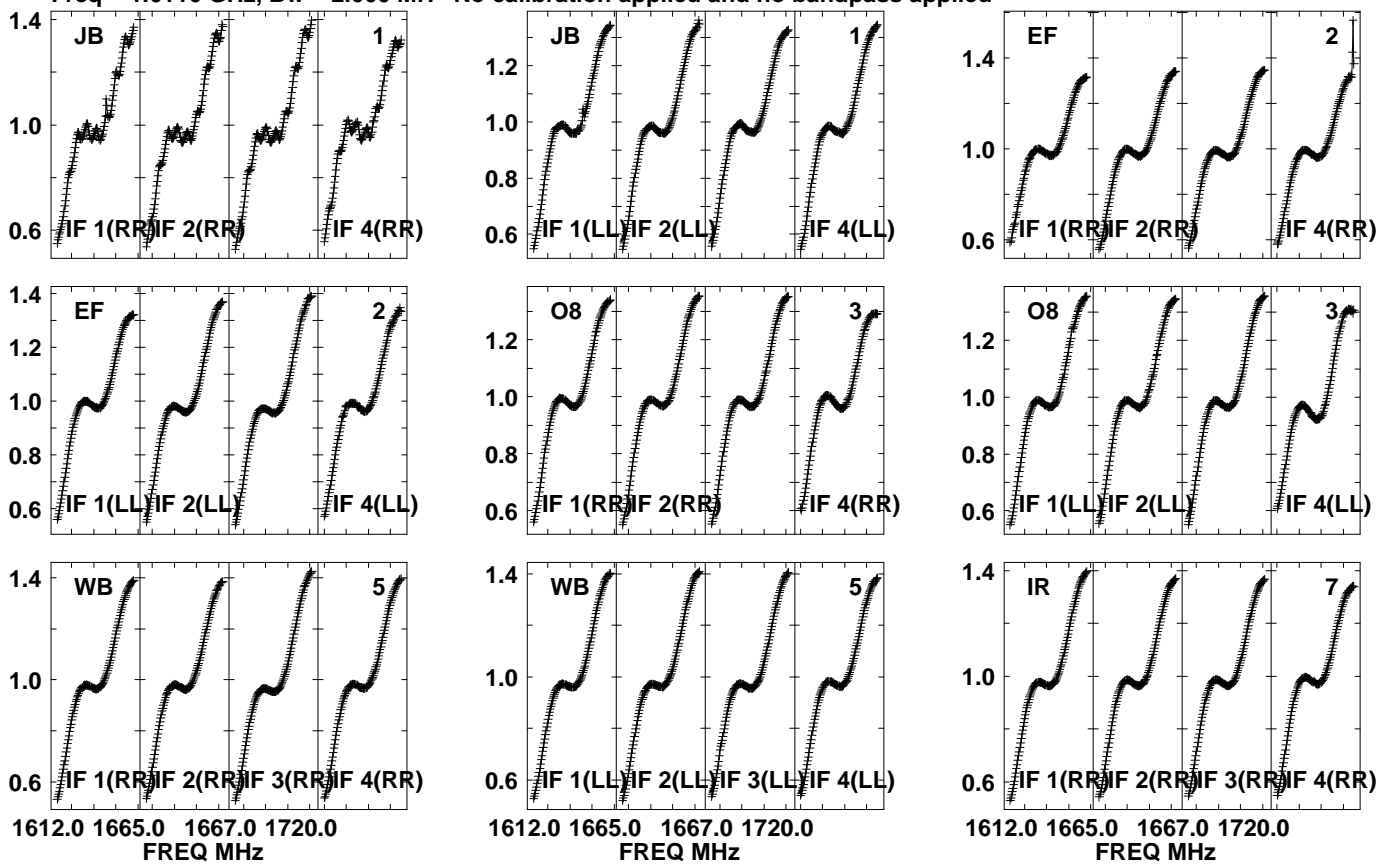 No calibration applied and no bandpass applied
1.4 JB 1
1.0
0.6 IF 1(RR) IF 2(RR) IF 4(RR)
JB 1
1.2
1.0
0.8
0.6 IF 1(LL) IF 2(LL) IF 4(LL)
EF 2
1.4
1.0
0.6 IF 1(RR) IF 2(RR) IF 4(RR)
EF 2
1.4
1.2
1.0
0.8
0.6 IF 1(LL) IF 2(LL) IF 4(LL)
O8 3
1.2
1.0
0.8
0.6 IF 1(RR) IF 2(RR) IF 4(RR)
O8 3
1.2
1.0
0.8
0.6 IF 1(LL) IF 2(LL) IF 4(LL)
WB 5
1.4
1.0
0.6 IF 1(RR) IF 2(RR) IF 3(RR) IF 4(RR)
1612.0 1665.0 1667.0 1720.0
FREQ MHz
WB 5
1.4
1.0
0.6 IF 1(LL) IF 2(LL) IF 3(LL) IF 4(LL)
1612.0 1665.0 1667.0 1720.0
FREQ MHz
IR 7
1.4
1.0
0.6 IF 1(RR) IF 2(RR) IF 3(RR) IF 4(RR)
1612.0 1665.0 1667.0 1720.0
FREQ MHz